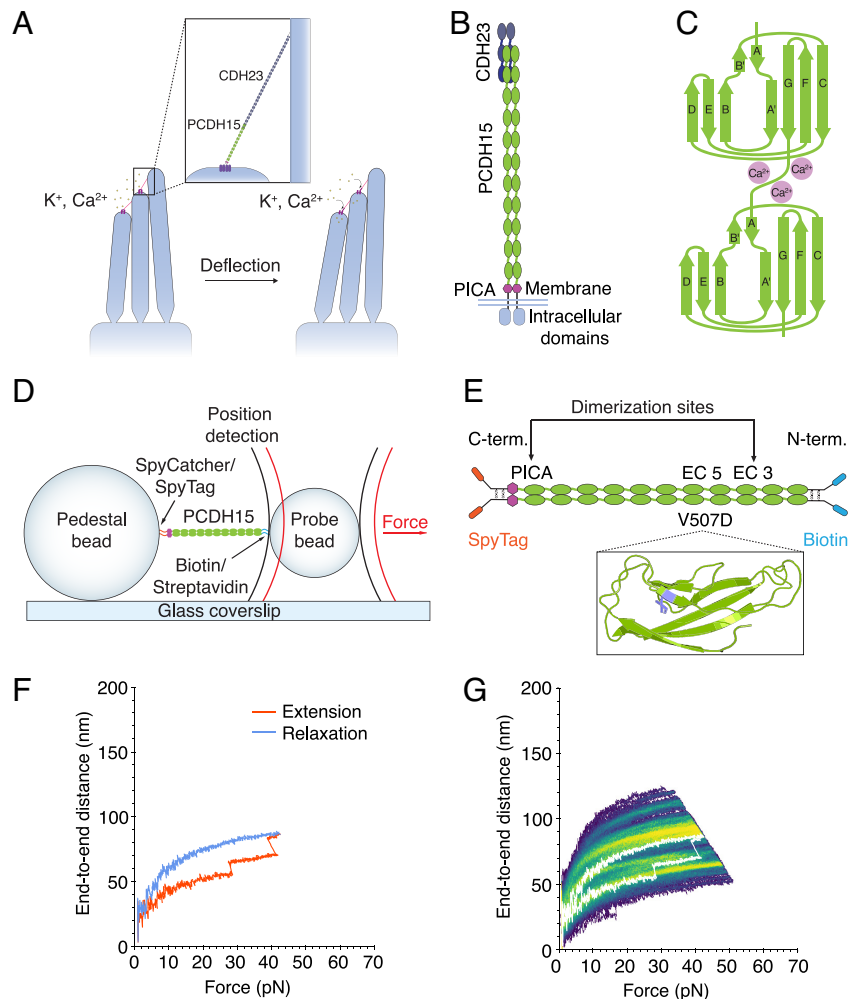 A
CDH23
PCDH15
K⁺, Ca²⁺
K⁺, Ca²⁺
Deflection
B
CDH23
PCDH15
PICA
Membrane
Intracellular
domains
C
A
B'
G
F
C
D
E
B
A'
Ca²⁺
Ca²⁺
Ca²⁺
A
B'
G
F
C
D
E
B
A'
D
Position
detection
SpyCatcher/
SpyTag
Pedestal
bead
PCDH15
Probe
bead
Force
Biotin/
Streptavidin
Glass coverslip
E
Dimerization sites
C-term.
N-term.
PICA
EC 5
EC 3
V507D
SpyTag
Biotin
F
End-to-end distance (nm)
200
150
100
50
0
Extension
Relaxation
0 10 20 30 40 50 60 70
Force (pN)
G
End-to-end distance (nm)
200
150
100
50
0
0 10 20 30 40 50 60 70
Force (pN)